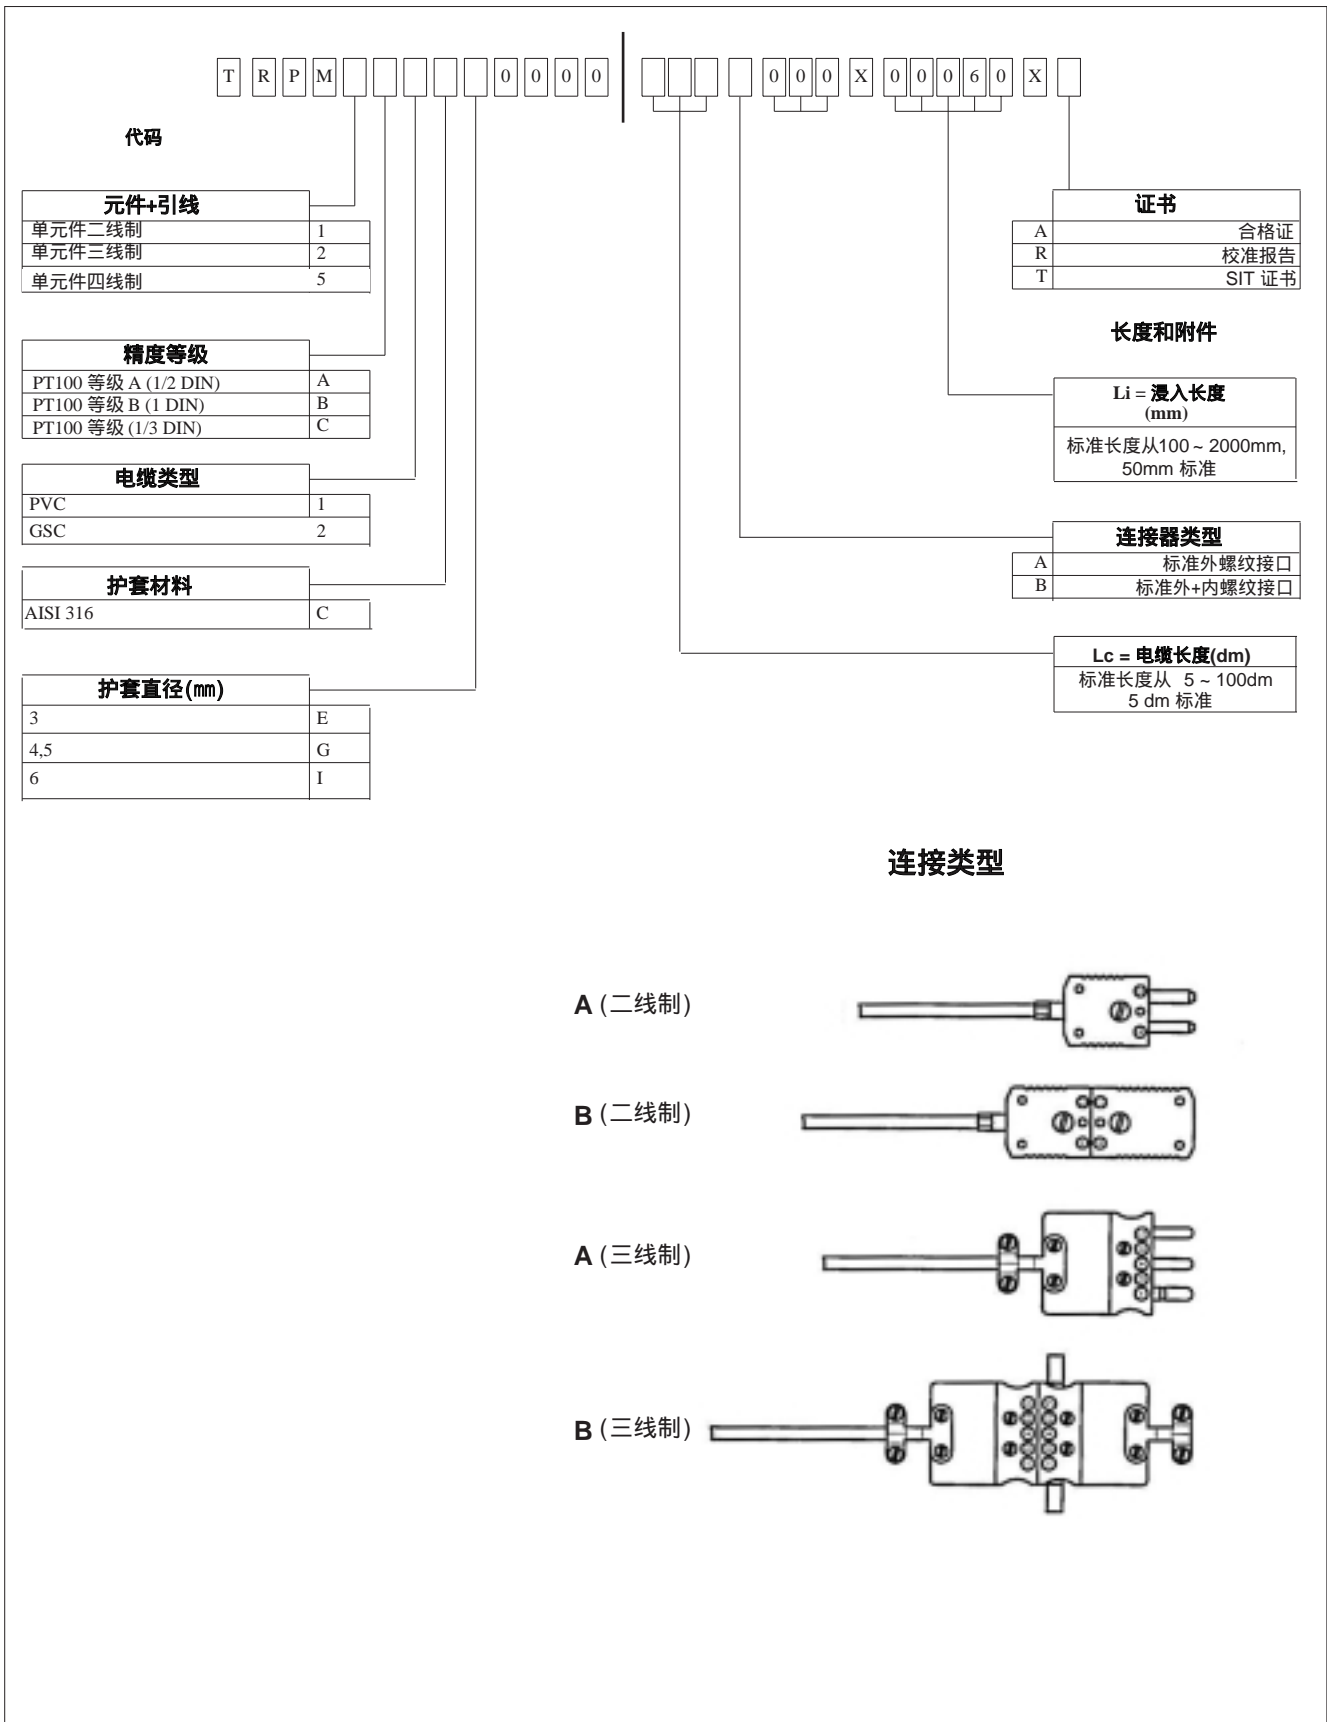 T R P M 0 0 0 0 0 0 0 X 0 0 0 6 0 X
代码
元件+引线
单元件二线制 1
单元件三线制 2
单元件四线制 5
精度等级
PT100 等级 A (1/2 DIN) A
PT100 等级 B (1 DIN) B
PT100 等级 (1/3 DIN) C
电缆类型
PVC 1
GSC 2
护套材料
AISI 316 C
护套直径(mm)
3 E
4,5 G
6 I
证书
A 合格证
R 校准报告
T SIT 证书
长度和附件
Li = 浸入长度
(mm)
标准长度从100 ~ 2000mm,
50mm 标准
连接器类型
A 标准外螺纹接口
B 标准外+内螺纹接口
Lc = 电缆长度(dm)
标准长度从 5 ~ 100dm
5 dm 标准
连接类型
A (二线制)
B (二线制)
A (三线制)
B (三线制)